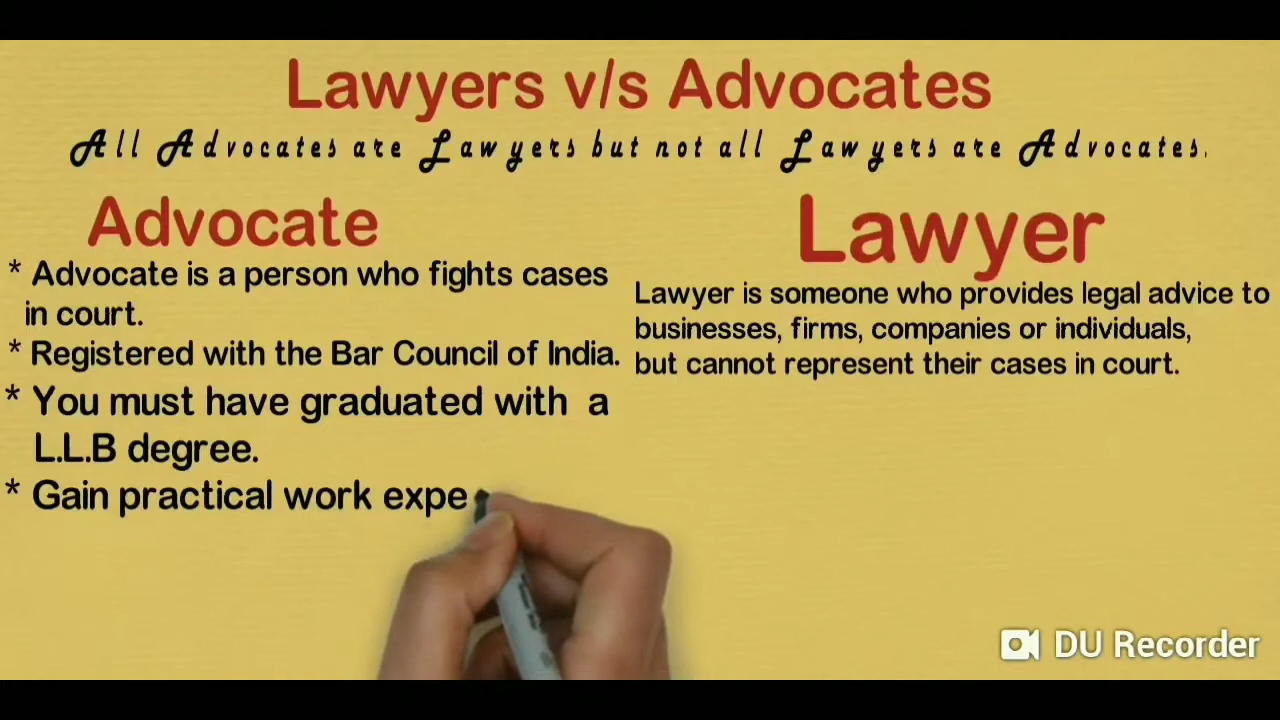 Lawyers v/s Advocates
All Advocates are Lawyers but not all Lawyers are Advocates.
Advocate
* Advocate is a person who fights cases
in court.
* Registered with the Bar Council of India.
* You must have graduated with a
L.L.B degree.
* Gain practical work expe
Lawyer
Lawyer is someone who provides legal advice to
businesses, firms, companies or individuals,
but cannot represent their cases in court.
DU Recorder